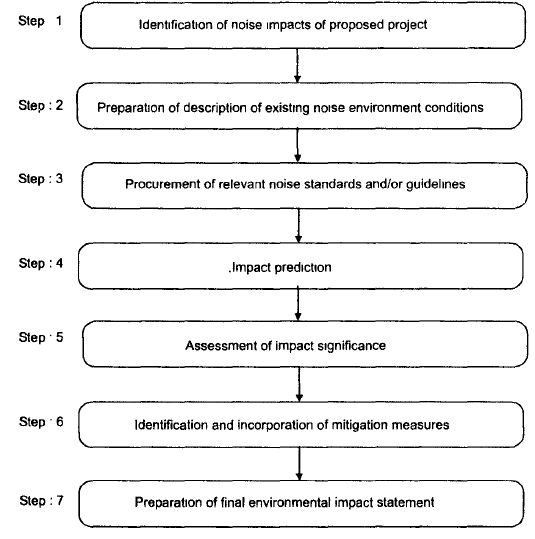 Step 1 Identification of noise impacts of proposed project
Step : 2 Preparation of description of existing noise environment conditions
Step : 3 Procurement of relevant noise standards and/or guidelines
Step : 4 .Impact prediction
Step · 5 Assessment of impact significance
Step · 6 Identification and incorporation of mitigation measures
Step : 7 Preparation of final environmental impact statement